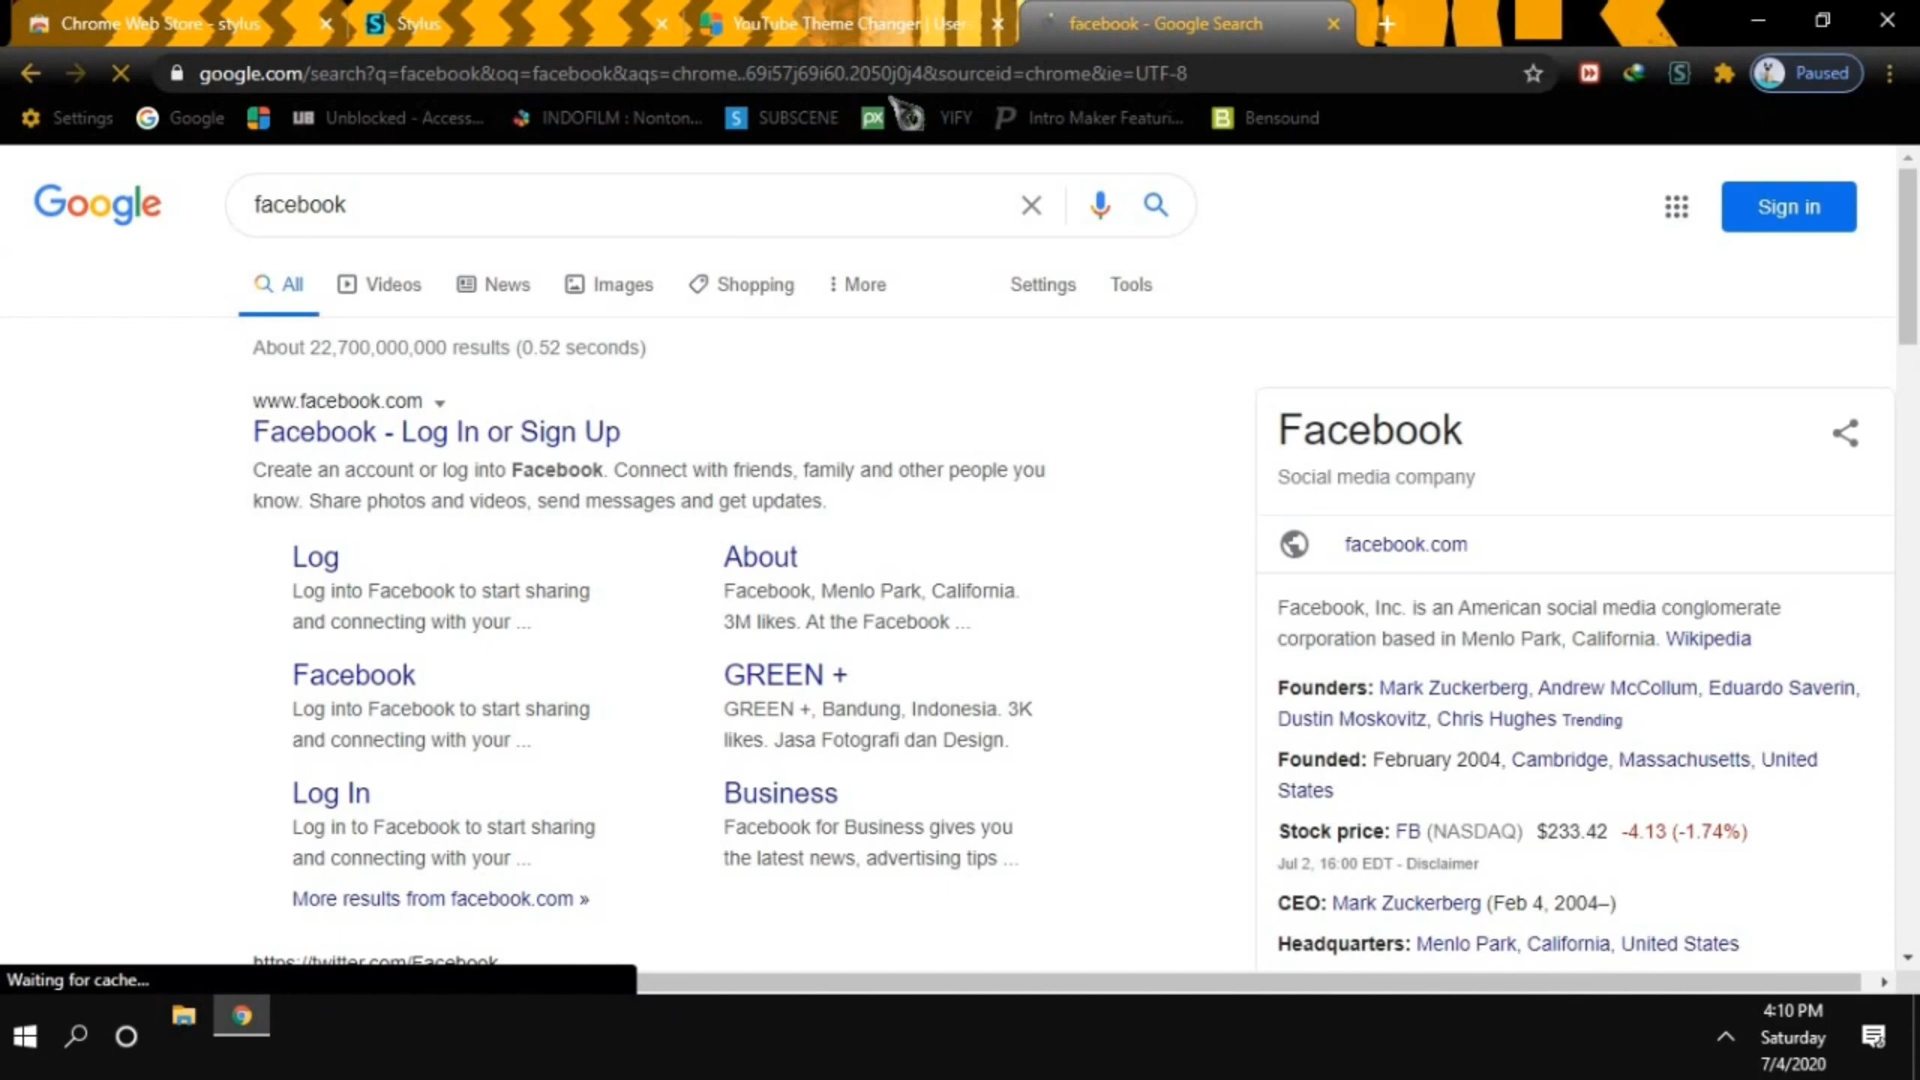 Chrome Web Store - stylus
Stylus
YouTube Theme Changer | User
facebook - Google Search
google.com/search?q=facebook&oq=facebook&aqs=chrome..69i57j69i60.2050j0j4&sourceid=chrome&ie=UTF-8
Paused
Settings
Google
UB Unblocked - Access...
INDOFILM : Nonton...
S SUBSCENE
px
YIFY
Intro Maker Featuri...
B Bensound
Google
facebook
Sign in
All
Videos
News
Images
Shopping
More
Settings
Tools
About 22,700,000,000 results (0.52 seconds)
www.facebook.com
Facebook - Log In or Sign Up
Create an account or log into Facebook. Connect with friends, family and other people you
know. Share photos and videos, send messages and get updates.
Log
Log into Facebook to start sharing
and connecting with your ...
About
Facebook, Menlo Park, California.
3M likes. At the Facebook ...
Facebook
Log into Facebook to start sharing
and connecting with your ...
GREEN +
GREEN +, Bandung, Indonesia. 3K
likes. Jasa Fotografi dan Design.
Log In
Log in to Facebook to start sharing
and connecting with your ...
Business
Facebook for Business gives you
the latest news, advertising tips ...
More results from facebook.com »
https://twitter.com/Facebook
Facebook
Social media company
facebook.com
Facebook, Inc. is an American social media conglomerate
corporation based in Menlo Park, California. Wikipedia
Founders: Mark Zuckerberg, Andrew McCollum, Eduardo Saverin,
Dustin Moskovitz, Chris Hughes Trending
Founded: February 2004, Cambridge, Massachusetts, United
States
Stock price: FB (NASDAQ) $233.42 -4.13 (-1.74%)
Jul 2, 16:00 EDT - Disclaimer
CEO: Mark Zuckerberg (Feb 4, 2004–)
Headquarters: Menlo Park, California, United States
Waiting for cache...
4:10 PM
Saturday
7/4/2020